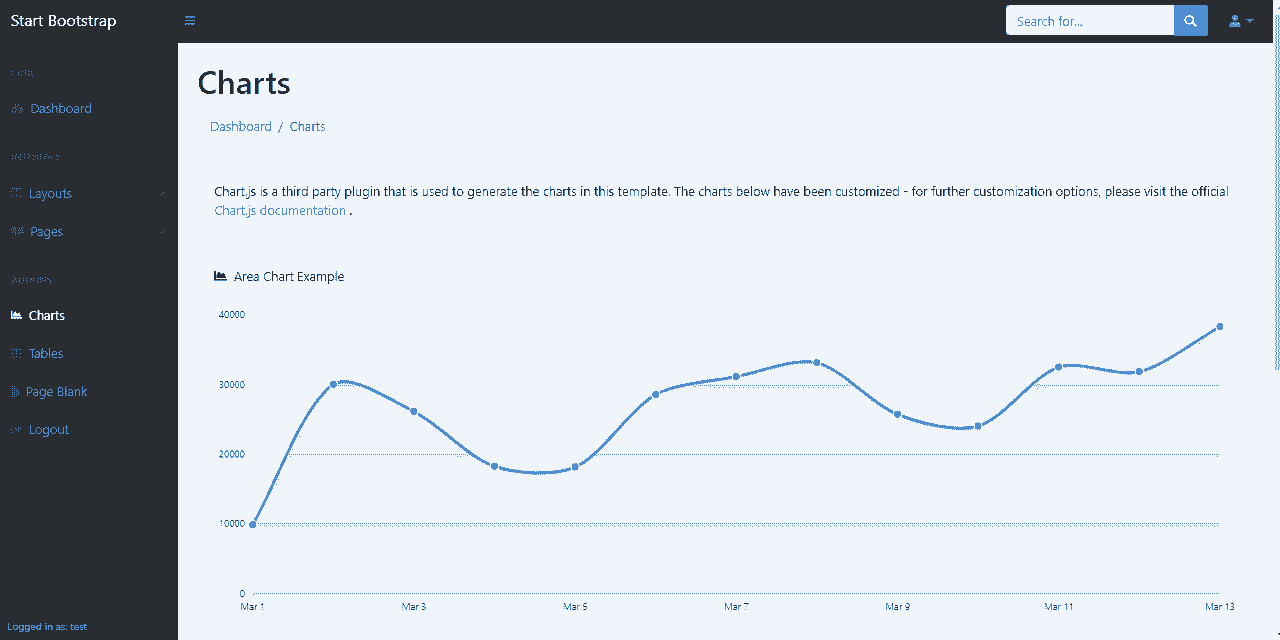 Start Bootstrap
Search for...
Dashboard
Layouts
Pages
Charts
Tables
Page Blank
Logout
Logged in as: test
Charts
Dashboard / Charts
Chart.js is a third party plugin that is used to generate the charts in this template. The charts below have been customized - for further customization options, please visit the official
Chart.js documentation .
Area Chart Example
40000
30000
20000
10000
0
Mar 1 Mar 3 Mar 5 Mar 7 Mar 9 Mar 11 Mar 13